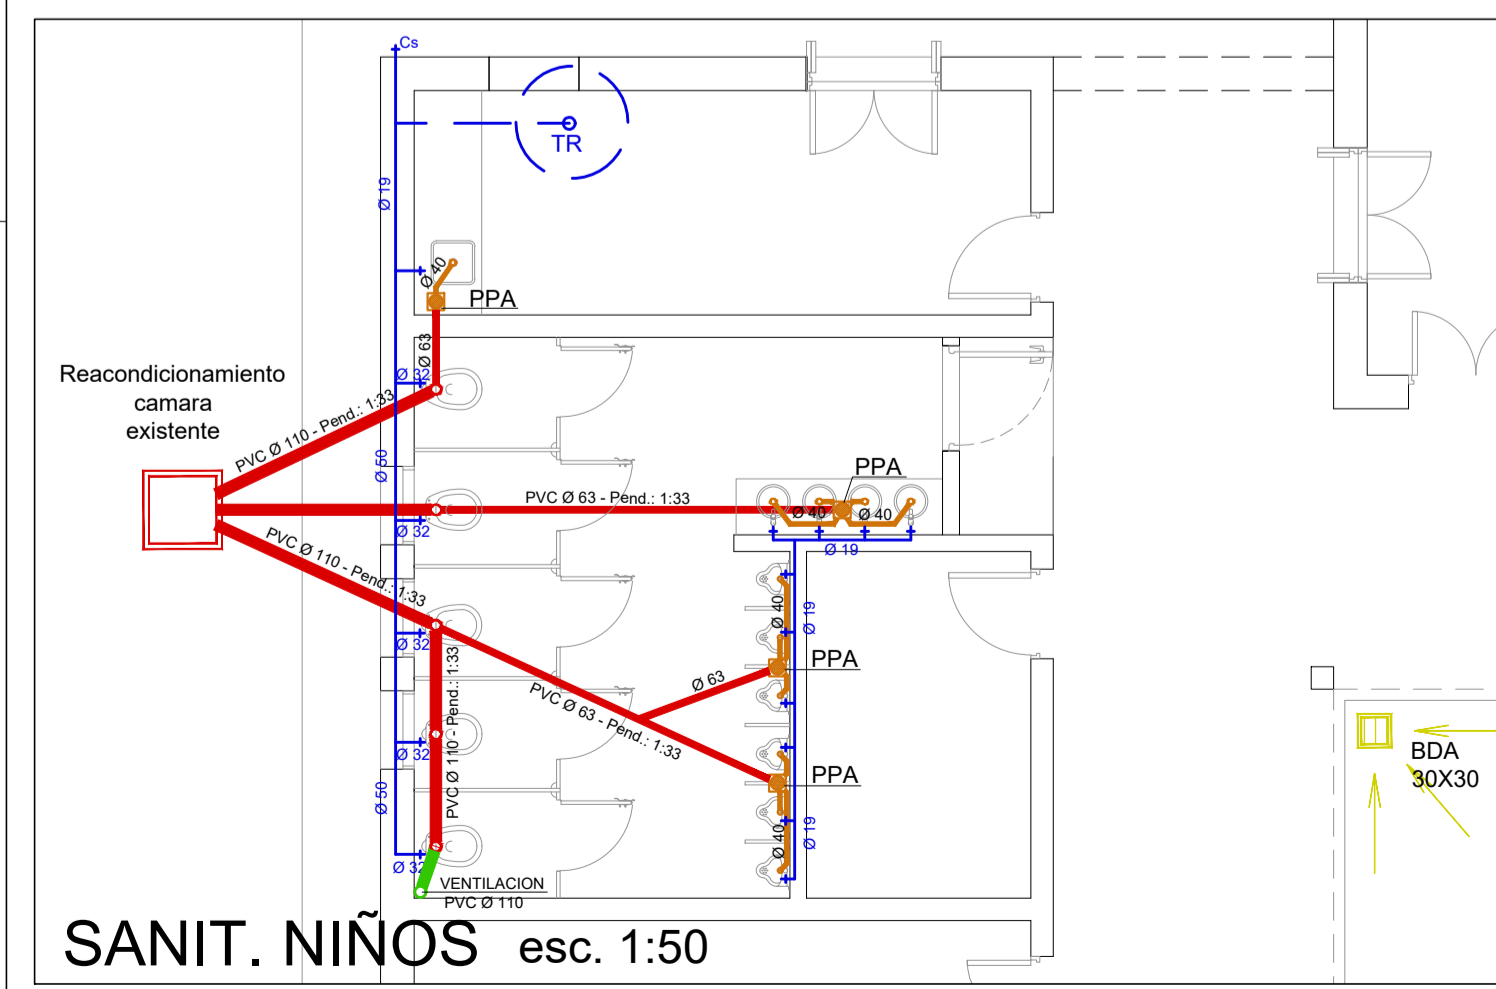 Cs
TR
Ø 19
Ø 40
PPA
Ø 63
Reacondicionamiento
camara
existente
Ø 32
PVC Ø 110 - Pend.: 1:33
Ø 50
PPA
PVC Ø 63 - Pend.: 1:33
Ø 40
Ø 40
Ø 32
Ø 19
PVC Ø 110 - Pend.: 1:33
Ø 40
Ø 19
Ø 32
PPA
Ø 63
PVC Ø 63 - Pend.: 1:33
PVC Ø 110 - Pend.: 1:33
Ø 32
BDA
30X30
PPA
Ø 50
Ø 40
Ø 19
Ø 32
VENTILACION
PVC Ø 110
SANIT. NIÑOS esc. 1:50